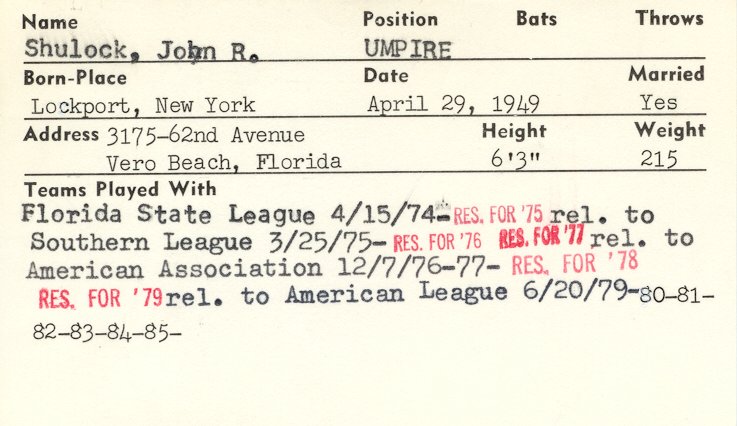 Name Position Bats Throws
Shulock, John R. UMPIRE
Born-Place Date Married
Lockport, New York April 29, 1949 Yes
Address 3175-62nd Avenue Height Weight
Vero Beach, Florida 6'3" 215
Teams Played With
Florida State League 4/15/74- RES. FOR '75 rel. to
Southern League 3/25/75- RES. FOR '76 RES. FOR '77 rel. to
American Association 12/7/76-77- RES. FOR '78
RES. FOR '79 rel. to American League 6/20/79-80-81-
82-83-84-85-